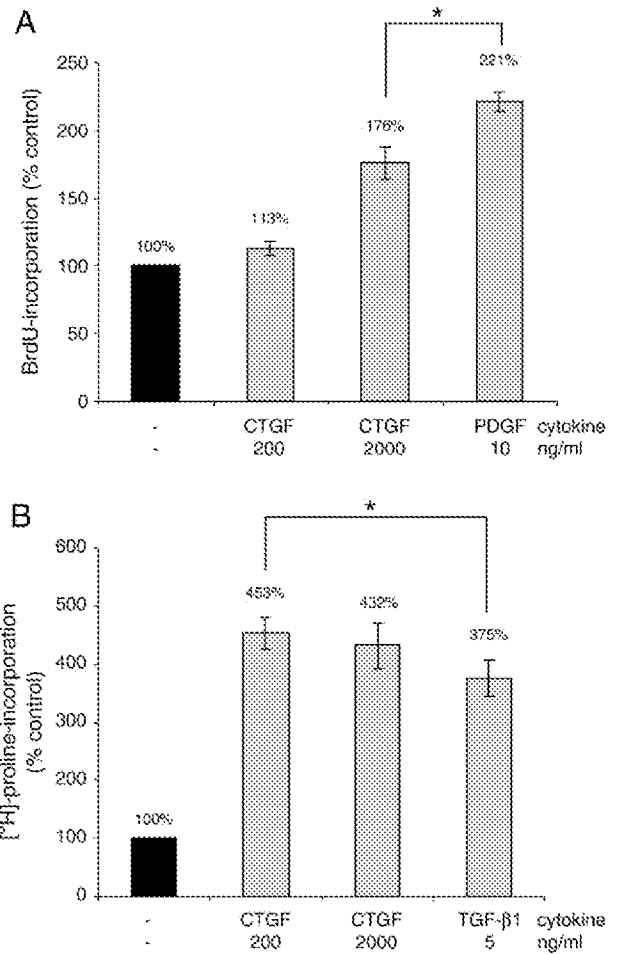 A
*
BrdU-incorporation (% control)
250
200
150
100
50
0
100%
113%
176%
221%
- CTGF CTGF PDGF cytokine
- 200 2000 10 ng/ml
B
*
[³H]-proline-incorporation
(% control)
600
500
400
300
200
100
0
100%
453%
432%
375%
- CTGF CTGF TGF-β1 cytokine
- 200 2000 5 ng/ml